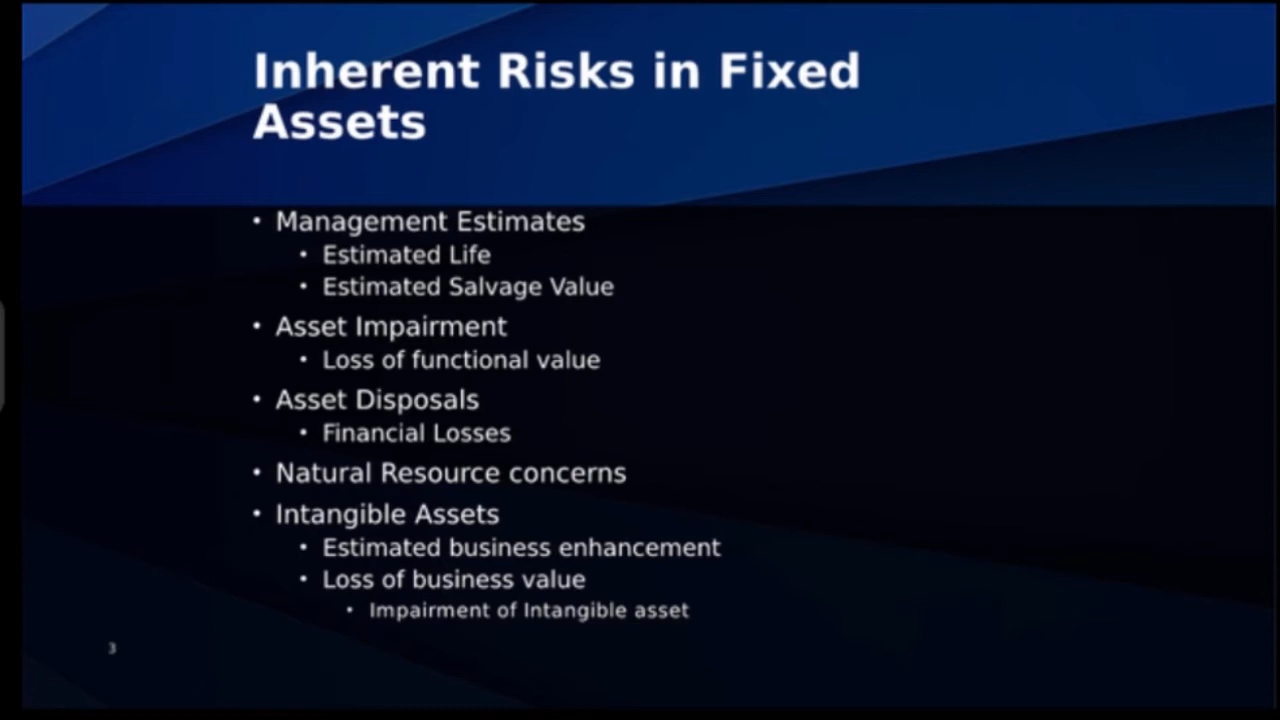 Inherent Risks in Fixed
Assets
• Management Estimates
• Estimated Life
• Estimated Salvage Value
• Asset Impairment
• Loss of functional value
• Asset Disposals
• Financial Losses
• Natural Resource concerns
• Intangible Assets
• Estimated business enhancement
• Loss of business value
• Impairment of Intangible asset
3